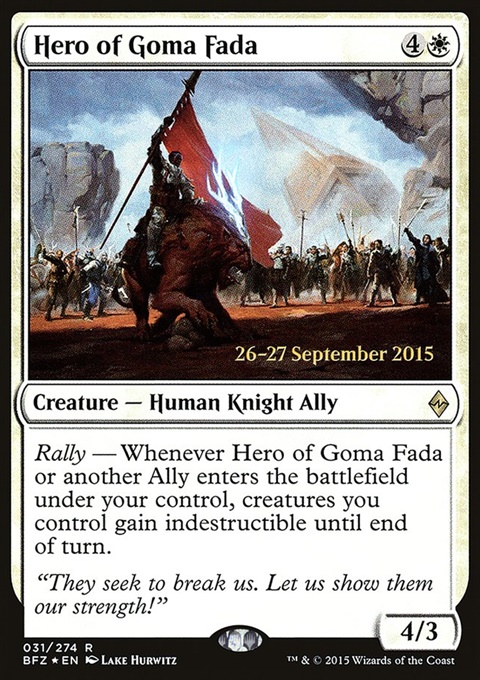 Hero of Goma Fada 4
26–27 September 2015
Creature — Human Knight Ally
Rally — Whenever Hero of Goma Fada
or another Ally enters the battlefield
under your control, creatures you
control gain indestructible until end
of turn.
“They seek to break us. Let us show them
our strength!”
4/3
031/274 R
BFZ ★ EN Lake Hurwitz
™ & © 2015 Wizards of the Coast